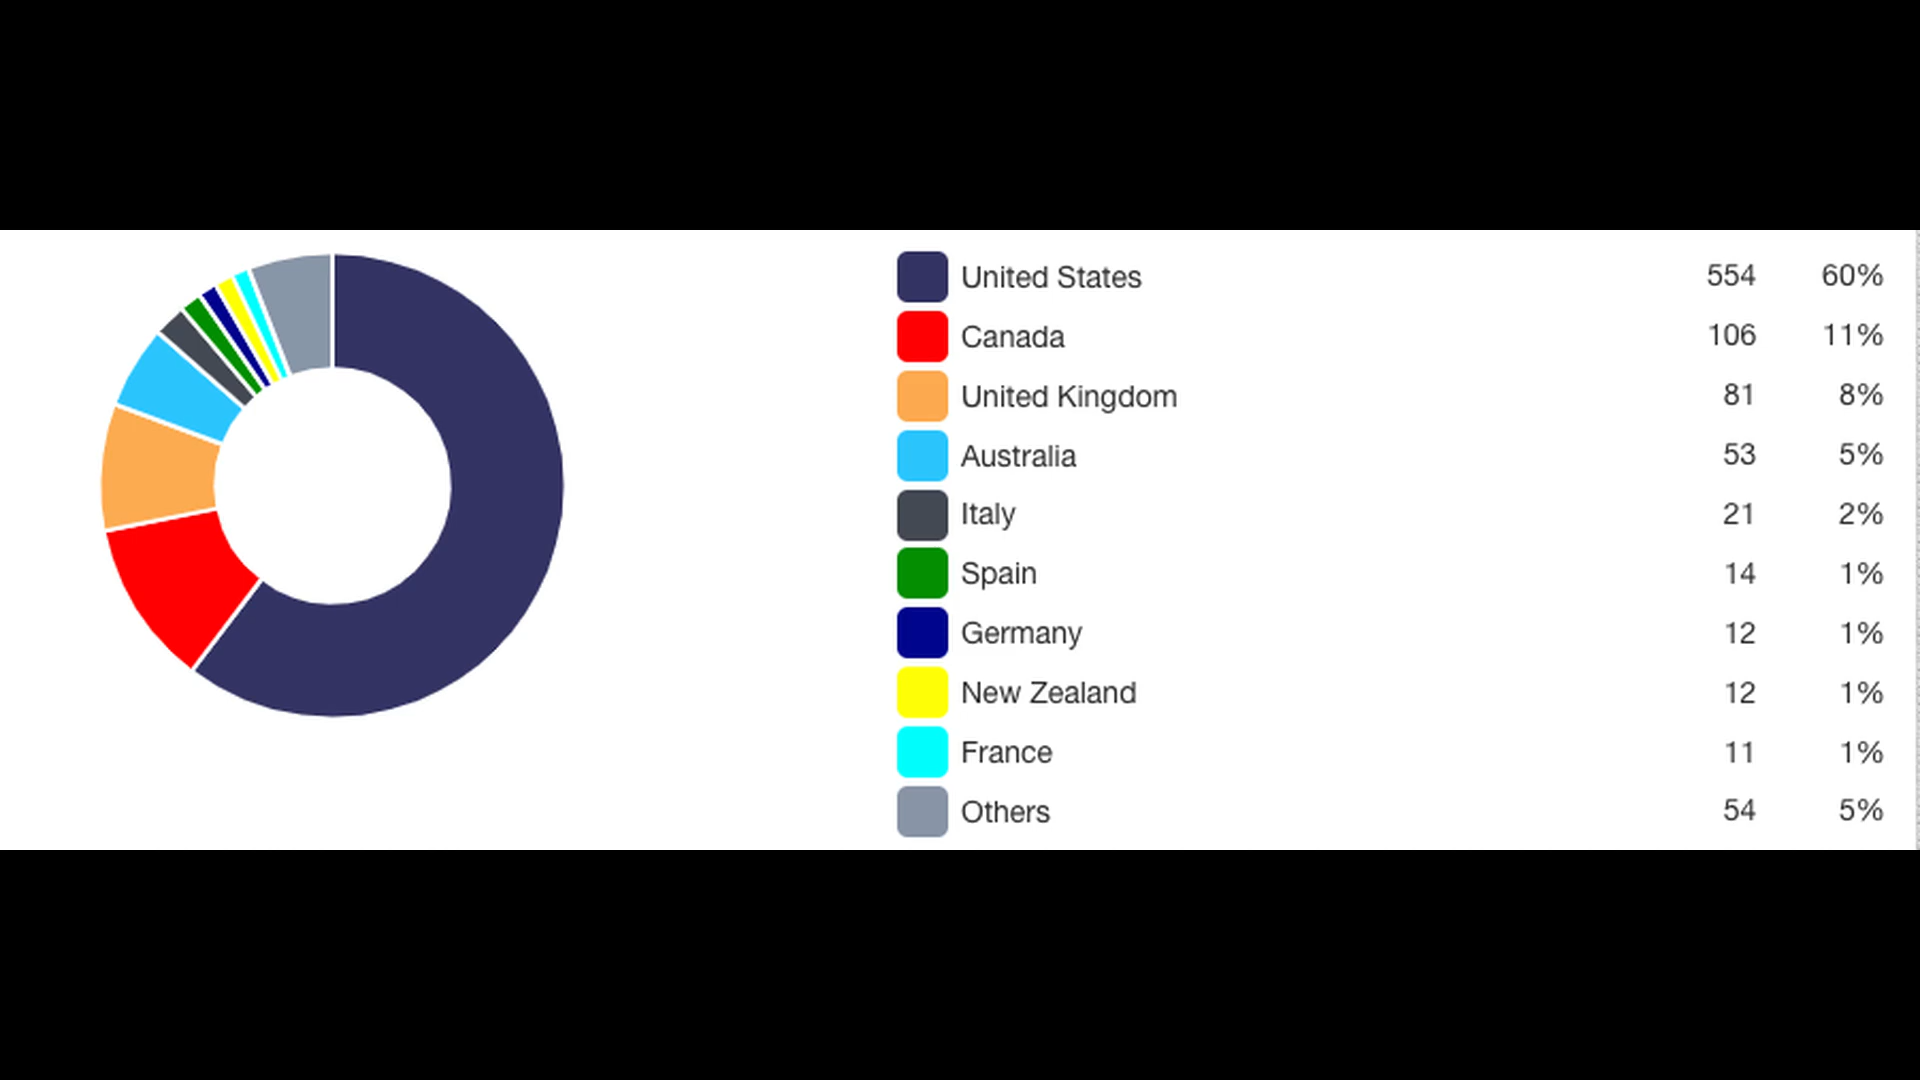 United States 554 60%
Canada 106 11%
United Kingdom 81 8%
Australia 53 5%
Italy 21 2%
Spain 14 1%
Germany 12 1%
New Zealand 12 1%
France 11 1%
Others 54 5%